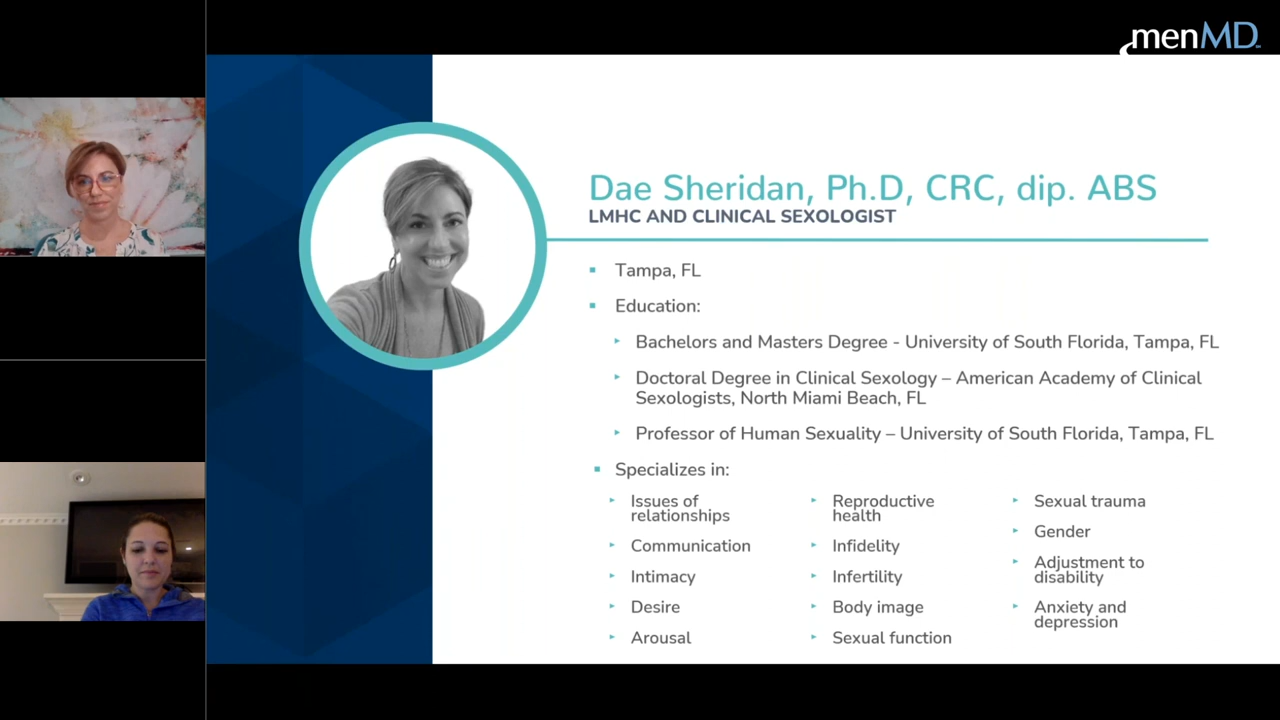 menMD
Dae Sheridan, Ph.D, CRC, dip. ABS
LMHC AND CLINICAL SEXOLOGIST
Tampa, FL
Education:
Bachelors and Masters Degree - University of South Florida, Tampa, FL
Doctoral Degree in Clinical Sexology – American Academy of Clinical
Sexologists, North Miami Beach, FL
Professor of Human Sexuality – University of South Florida, Tampa, FL
Specializes in:
Issues of
relationships
Communication
Intimacy
Desire
Arousal
Reproductive
health
Infidelity
Infertility
Body image
Sexual function
Sexual trauma
Gender
Adjustment to
disability
Anxiety and
depression